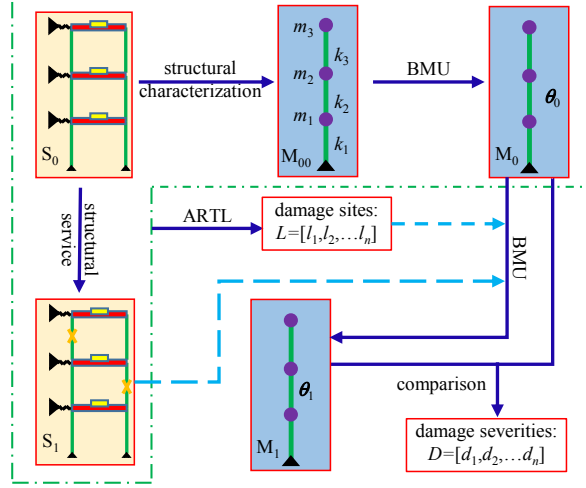 S₀
structural
characterization
m₃
k₃
m₂
k₂
m₁
k₁
M₀₀
BMU
θ₀
M₀
structural
service
ARTL
damage sites:
L=[l₁,l₂,…lₙ]
BMU
S₁
θ₁
M₁
comparison
damage severities:
D=[d₁,d₂,…dₙ]